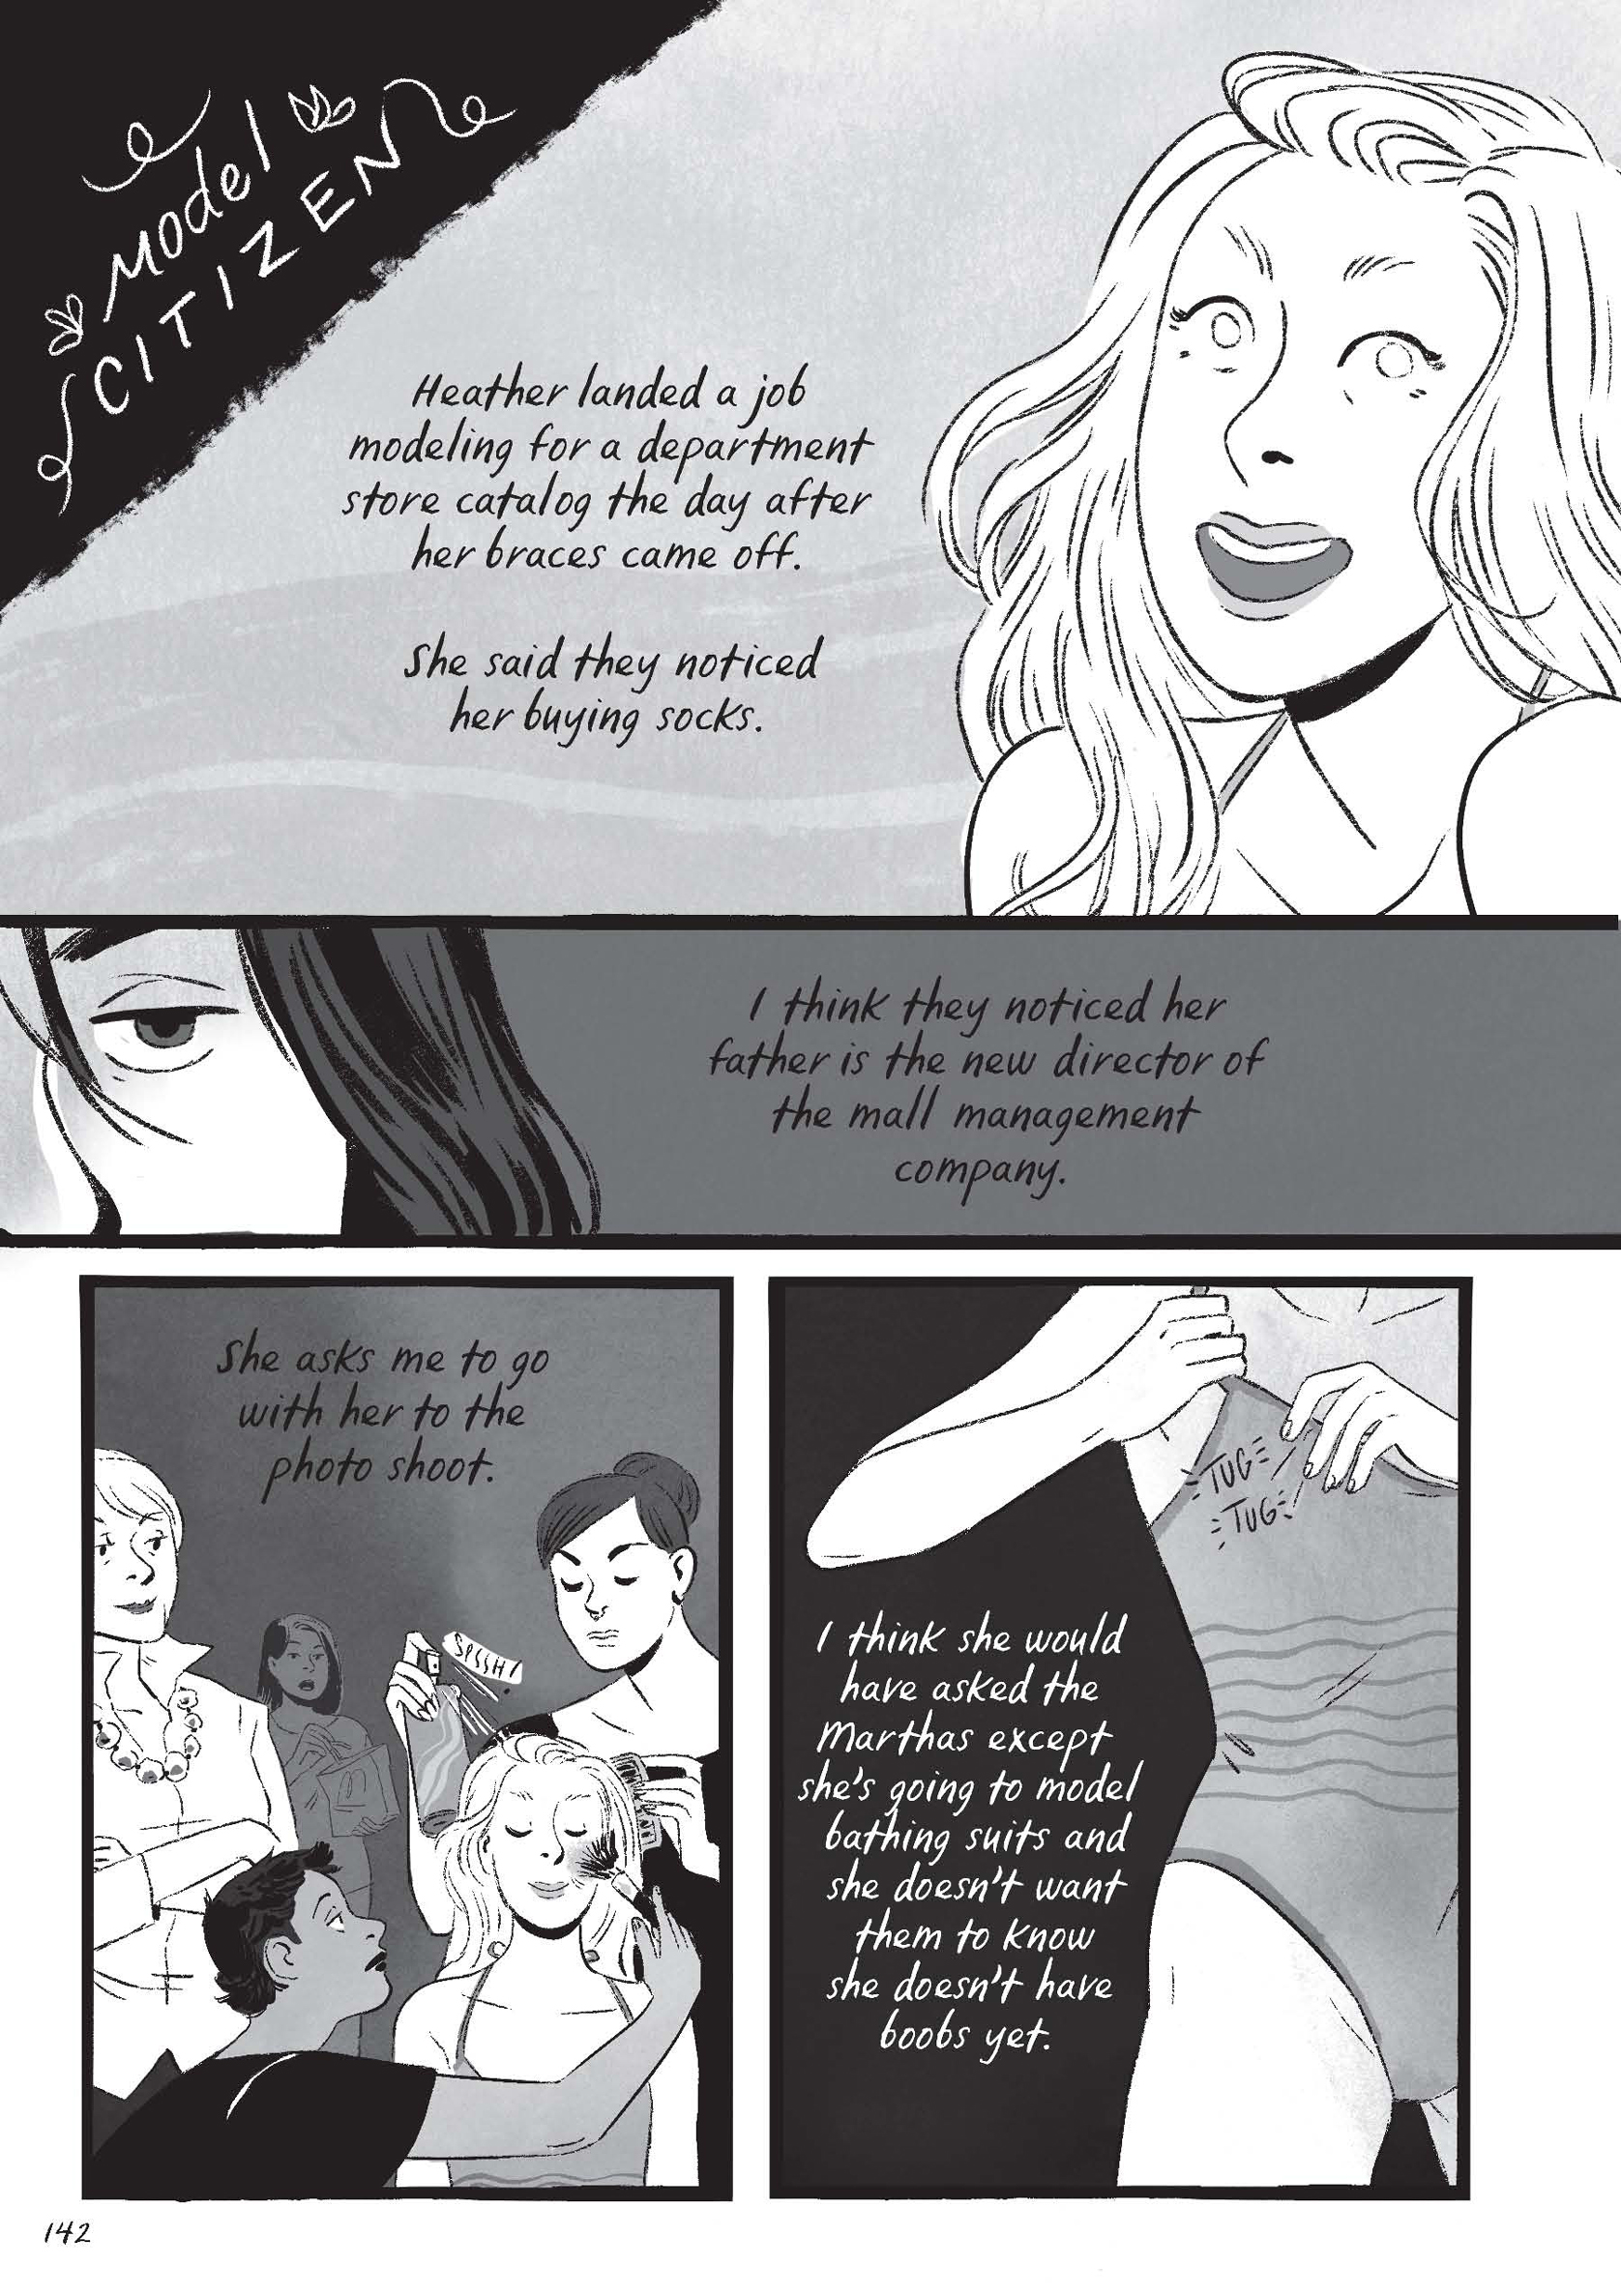 Model
CITIZEN
Heather landed a job
modeling for a department
store catalog the day after
her braces came off.
She said they noticed
her buying socks.
I think they noticed her
father is the new director of
the mall management
company.
She asks me to go
with her to the
photo shoot.
SPSSH!
TUG
TUG
I think she would
have asked the
Marthas except
she's going to model
bathing suits and
she doesn't want
them to know
she doesn't have
boobs yet.
142